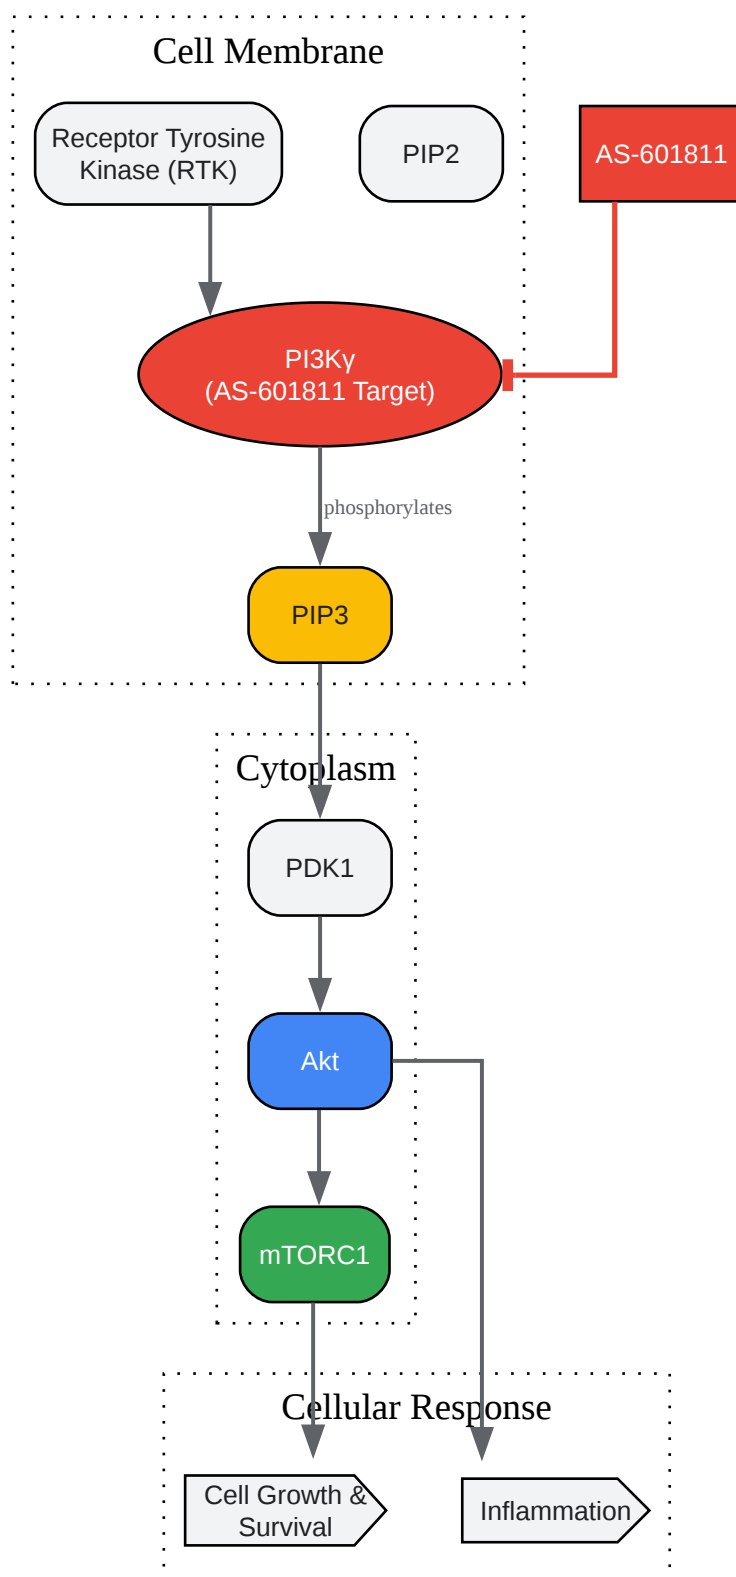 Cell Membrane
Receptor Tyrosine
Kinase (RTK)
PIP2
AS-601811
PI3Kγ
(AS-601811 Target)
phosphorylates
PIP3
Cytoplasm
PDK1
Akt
mTORC1
Cellular Response
Cell Growth &
Survival
Inflammation